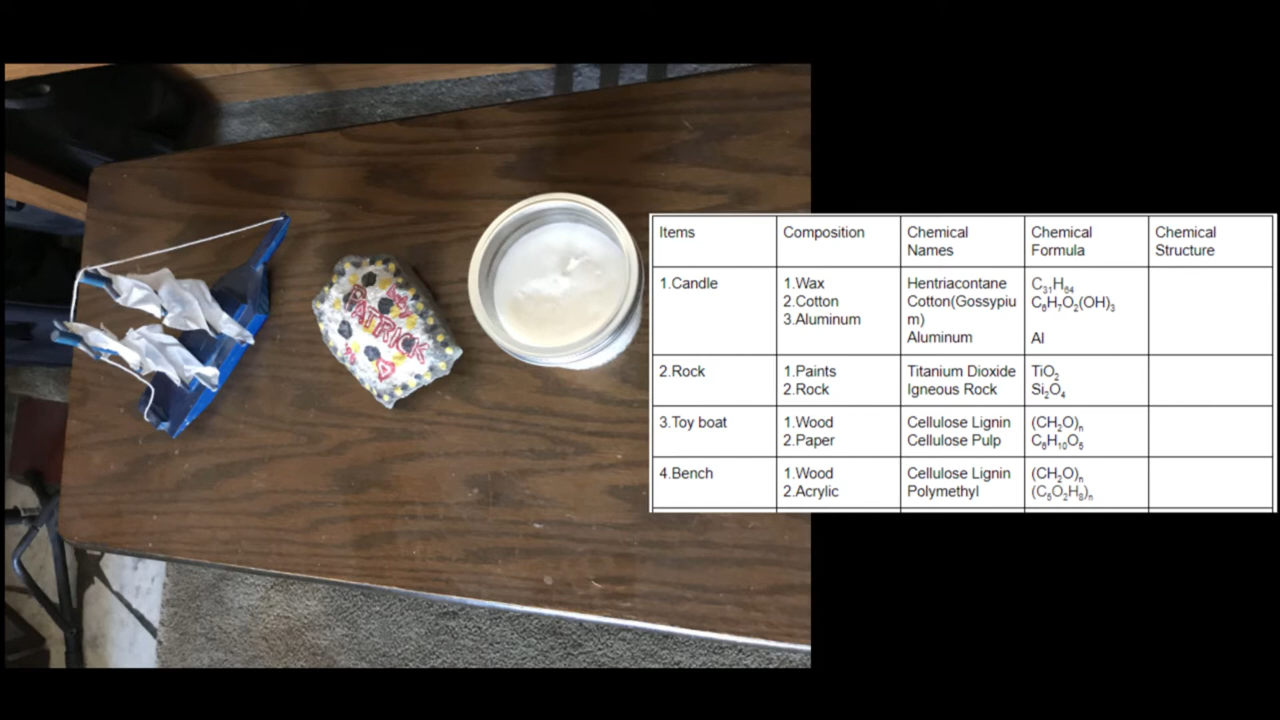 PATRICK
Items Composition Chemical Names Chemical Formula Chemical Structure
1.Candle
1.Wax
2.Cotton
3.Aluminum
Hentriacontane
Cotton(Gossypiu
m)
Aluminum
C₃₁H₆₄
C₆H₇O₂(OH)₃
Al
2.Rock
1.Paints
2.Rock
Titanium Dioxide
Igneous Rock
TiO₂
Si₂O₄
3.Toy boat
1.Wood
2.Paper
Cellulose Lignin
Cellulose Pulp
(CH₂O)ₙ
C₆H₁₀O₅
4.Bench
1.Wood
2.Acrylic
Cellulose Lignin
Polymethyl
(CH₂O)ₙ
(C₅O₂H₈)ₙ